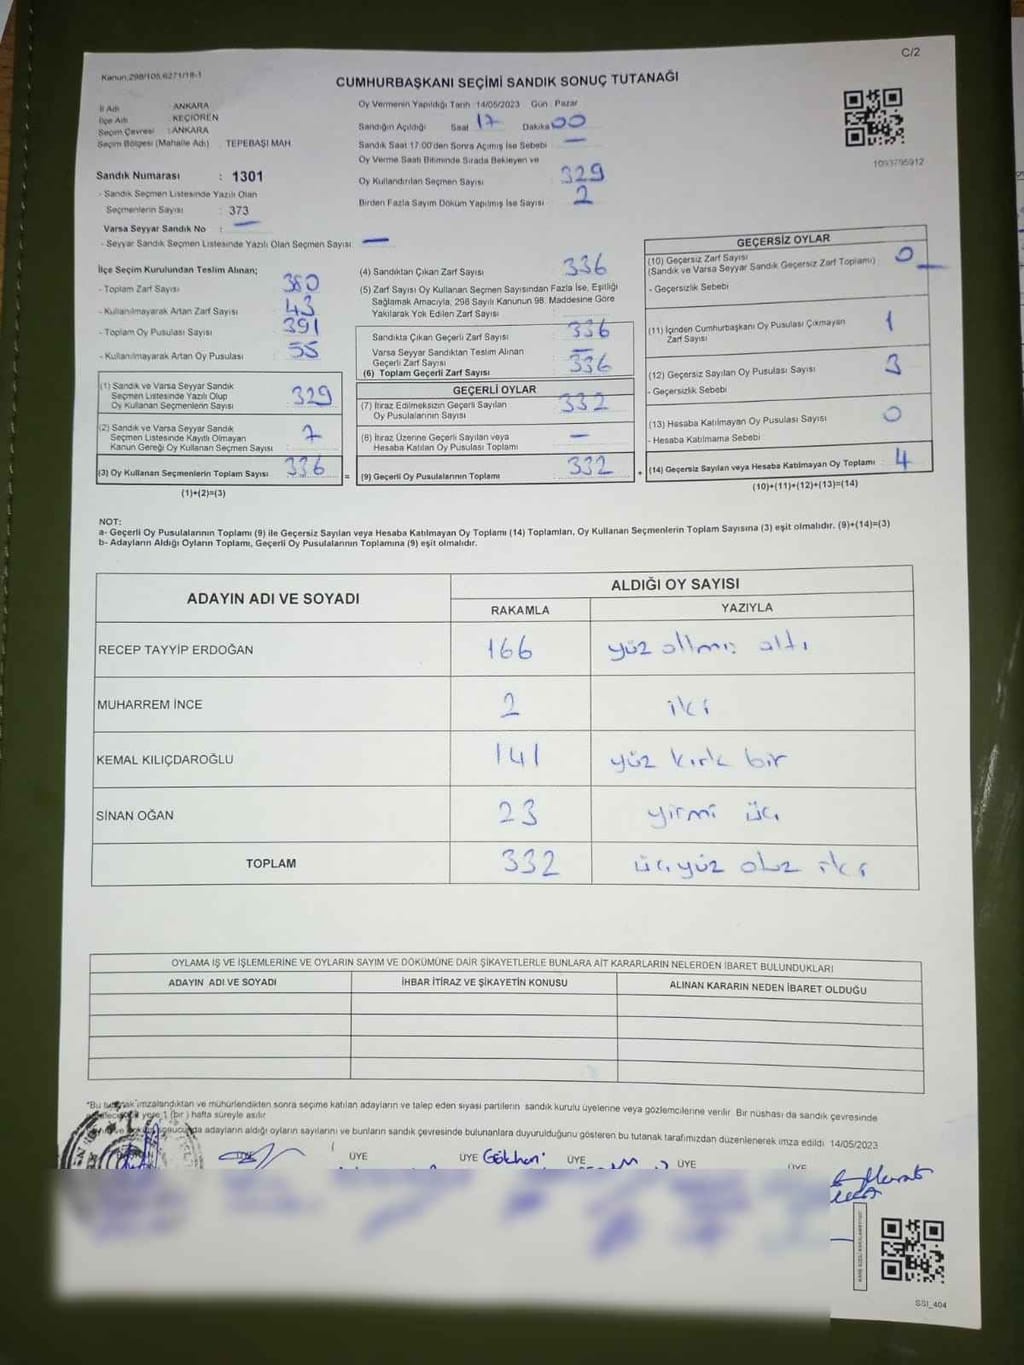 C/2
Kanun,298/105,6271/18-1
CUMHURBAŞKANI SEÇİMİ SANDIK SONUÇ TUTANAĞI
İl Adı : ANKARA
İlçe Adı : KEÇİÖREN
Seçim Çevresi : ANKARA
Seçim Bölgesi (Mahalle Adı) : TEPEBAŞI MAH.
Sandık Numarası : 1301
- Sandık Seçmen Listesinde Yazılı Olan
Seçmenlerin Sayısı : 373
Varsa Seyyar Sandık No : —
- Seyyar Sandık Seçmen Listesinde Yazılı Olan Seçmen Sayısı: —
Oy Vermenin Yapıldığı Tarih 14/05/2023 Gün Pazar
Sandığın Açıldığı Saat 17 Dakika 00
Sandık Saat 17.00'den Sonra Açımış İse Sebebi —
Oy Verme Saati Bitiminde Sırada Bekleyen ve
Oy Kullandırılan Seçmen Sayısı 329
Birden Fazla Sayım Döküm Yapılmış İse Sayısı 2
1093795912
İlçe Seçim Kurulundan Teslim Alınan;
- Toplam Zarf Sayısı 380
- Kullanılmayarak Artan Zarf Sayısı 43
- Toplam Oy Pusulası Sayısı 391
- Kullanılmayarak Artan Oy Pusulası 55
(1) Sandık ve Varsa Seyyar Sandık
Seçmen Listesinde Yazılı Olup
Oy Kullanan Seçmenlerin Sayısı 329
(2) Sandık ve Varsa Seyyar Sandık
Seçmen Listesinde Kayıtlı Olmayan
Kanun Gereği Oy Kullanan Seçmen Sayısı 7
(3) Oy Kullanan Seçmenlerin Toplam Sayısı 336 =
(1)+(2)=(3)
(4) Sandıktan Çıkan Zarf Sayısı 336
(5) Zarf Sayısı Oy Kullanan Seçmen Sayısından Fazla İse, Eşitliği
Sağlamak Amacıyla, 298 Sayılı Kanunun 98. Maddesine Göre
Yakılarak Yok Edilen Zarf Sayısı
Sandıkta Çıkan Geçerli Zarf Sayısı 336
Varsa Seyyar Sandıktan Teslim Alınan
Geçerli Zarf Sayısı —
(6) Toplam Geçerli Zarf Sayısı 336
GEÇERLİ OYLAR
(7) İtiraz Edilmeksizin Geçerli Sayılan
Oy Pusulalarının Sayısı 332
(8) İtiraz Üzerine Geçerli Sayılan veya
Hesaba Katılan Oy Pusulası Toplamı —
(9) Geçerli Oy Pusulalarının Toplamı 332 +
GEÇERSİZ OYLAR
(10) Geçersiz Zarf Sayısı
(Sandık ve Varsa Seyyar Sandık Geçersiz Zarf Toplamı) 0
- Geçersizlik Sebebi
(11) İçinden Cumhurbaşkanı Oy Pusulası Çıkmayan
Zarf Sayısı 1
(12) Geçersiz Sayılan Oy Pusulası Sayısı 3
- Geçersizlik Sebebi
(13) Hesaba Katılmayan Oy Pusulası Sayısı 0
- Hesaba Katılmama Sebebi
(14) Geçersiz Sayılan veya Hesaba Katılmayan Oy Toplamı 4
(10)+(11)+(12)+(13)=(14)
NOT:
a- Geçerli Oy Pusulalarının Toplamı (9) ile Geçersiz Sayılan veya Hesaba Katılmayan Oy Toplamı (14) Toplamları, Oy Kullanan Seçmenlerin Toplam Sayısına (3) eşit olmalıdır. (9)+(14)=(3)
b- Adayların Aldığı Oyların Toplamı, Geçerli Oy Pusulalarının Toplamına (9) eşit olmalıdır.
ADAYIN ADI VE SOYADI ALDIĞI OY SAYISI
RAKAMLA YAZIYLA
RECEP TAYYİP ERDOĞAN 166 yüz altmış altı
MUHARREM İNCE 2 iki
KEMAL KILIÇDAROĞLU 141 yüz kırk bir
SİNAN OĞAN 23 yirmi üç
TOPLAM 332 üçyüz otuz iki
OYLAMA İŞ VE İŞLEMLERİNE VE OYLARIN SAYIM VE DÖKÜMÜNE DAİR ŞİKAYETLERLE BUNLARA AİT KARARLARIN NELERDEN İBARET BULUNDUKLARI
ADAYIN ADI VE SOYADI İHBAR İTİRAZ VE ŞİKAYETİN KONUSU ALINAN KARARIN NEDEN İBARET OLDUĞU
*Bu tutanak imzalandıktan ve mühürlendikten sonra seçime katılan adayların ve talep eden siyasi partilerin sandık kurulu üyelerine veya gözlemcilerine verilir. Bir nüshası da sandık çevresinde
yere 1 (bir) hafta süreyle asılır.
adayların aldığı oyların sayılarını ve bunların sandık çevresinde bulunanlara duyurulduğunu gösteren bu tutanak tarafımızdan düzenlenerek imza edildi. 14/05/2023
ÜYE ÜYE Gökhan ÜYE ÜYE ÜYE
Murat
SSI_404